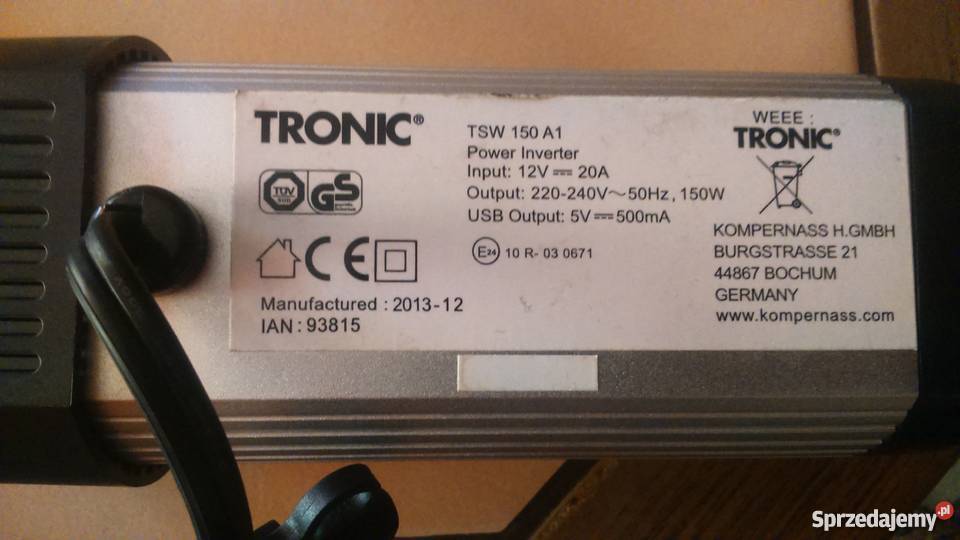 TRONIC®
TÜV
SÜD
GS
CE
Manufactured : 2013-12
IAN : 93815
TSW 150 A1
Power Inverter
Input: 12V⎓ 20A
Output: 220-240V～50Hz, 150W
USB Output: 5V⎓500mA
E24 10 R- 03 0671
WEEE :
TRONIC®
KOMPERNASS H.GMBH
BURGSTRASSE 21
44867 BOCHUM
GERMANY
www.kompernass.com
Sprzedajemy.pl